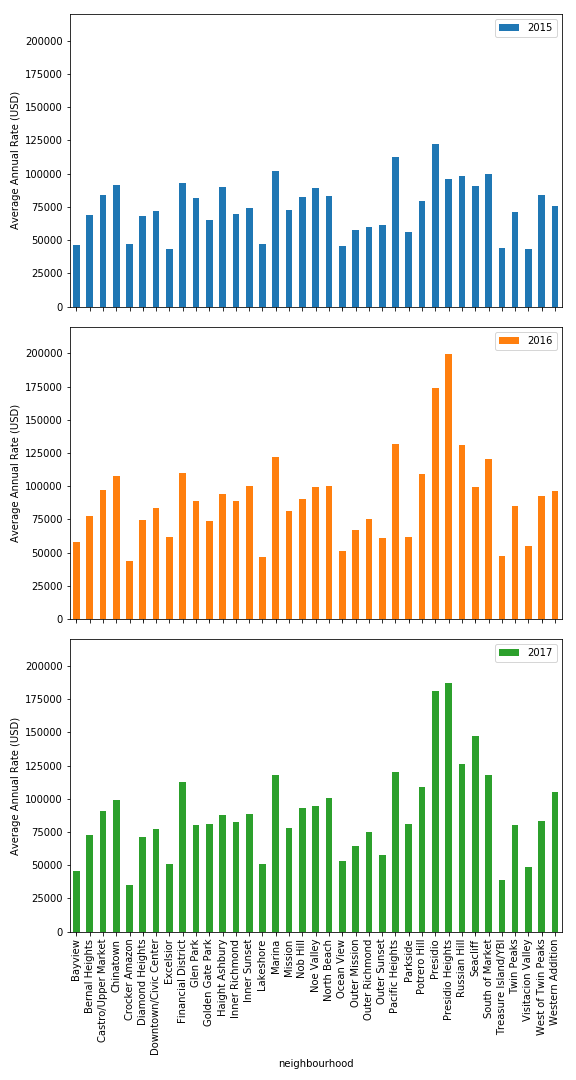 2015
200000
175000
150000
125000
100000
75000
50000
25000
0
Average Annual Rate (USD)
2016
200000
175000
150000
125000
100000
75000
50000
25000
0
Average Annual Rate (USD)
2017
200000
175000
150000
125000
100000
75000
50000
25000
0
Average Annual Rate (USD)
Bayview
Bernal Heights
Castro/Upper Market
Chinatown
Crocker Amazon
Diamond Heights
Downtown/Civic Center
Excelsior
Financial District
Glen Park
Golden Gate Park
Haight Ashbury
Inner Richmond
Inner Sunset
Lakeshore
Marina
Mission
Nob Hill
Noe Valley
North Beach
Ocean View
Outer Mission
Outer Richmond
Outer Sunset
Pacific Heights
Parkside
Potrero Hill
Presidio
Presidio Heights
Russian Hill
Seacliff
South of Market
Treasure Island/YBI
Twin Peaks
Visitacion Valley
West of Twin Peaks
Western Addition
neighbourhood